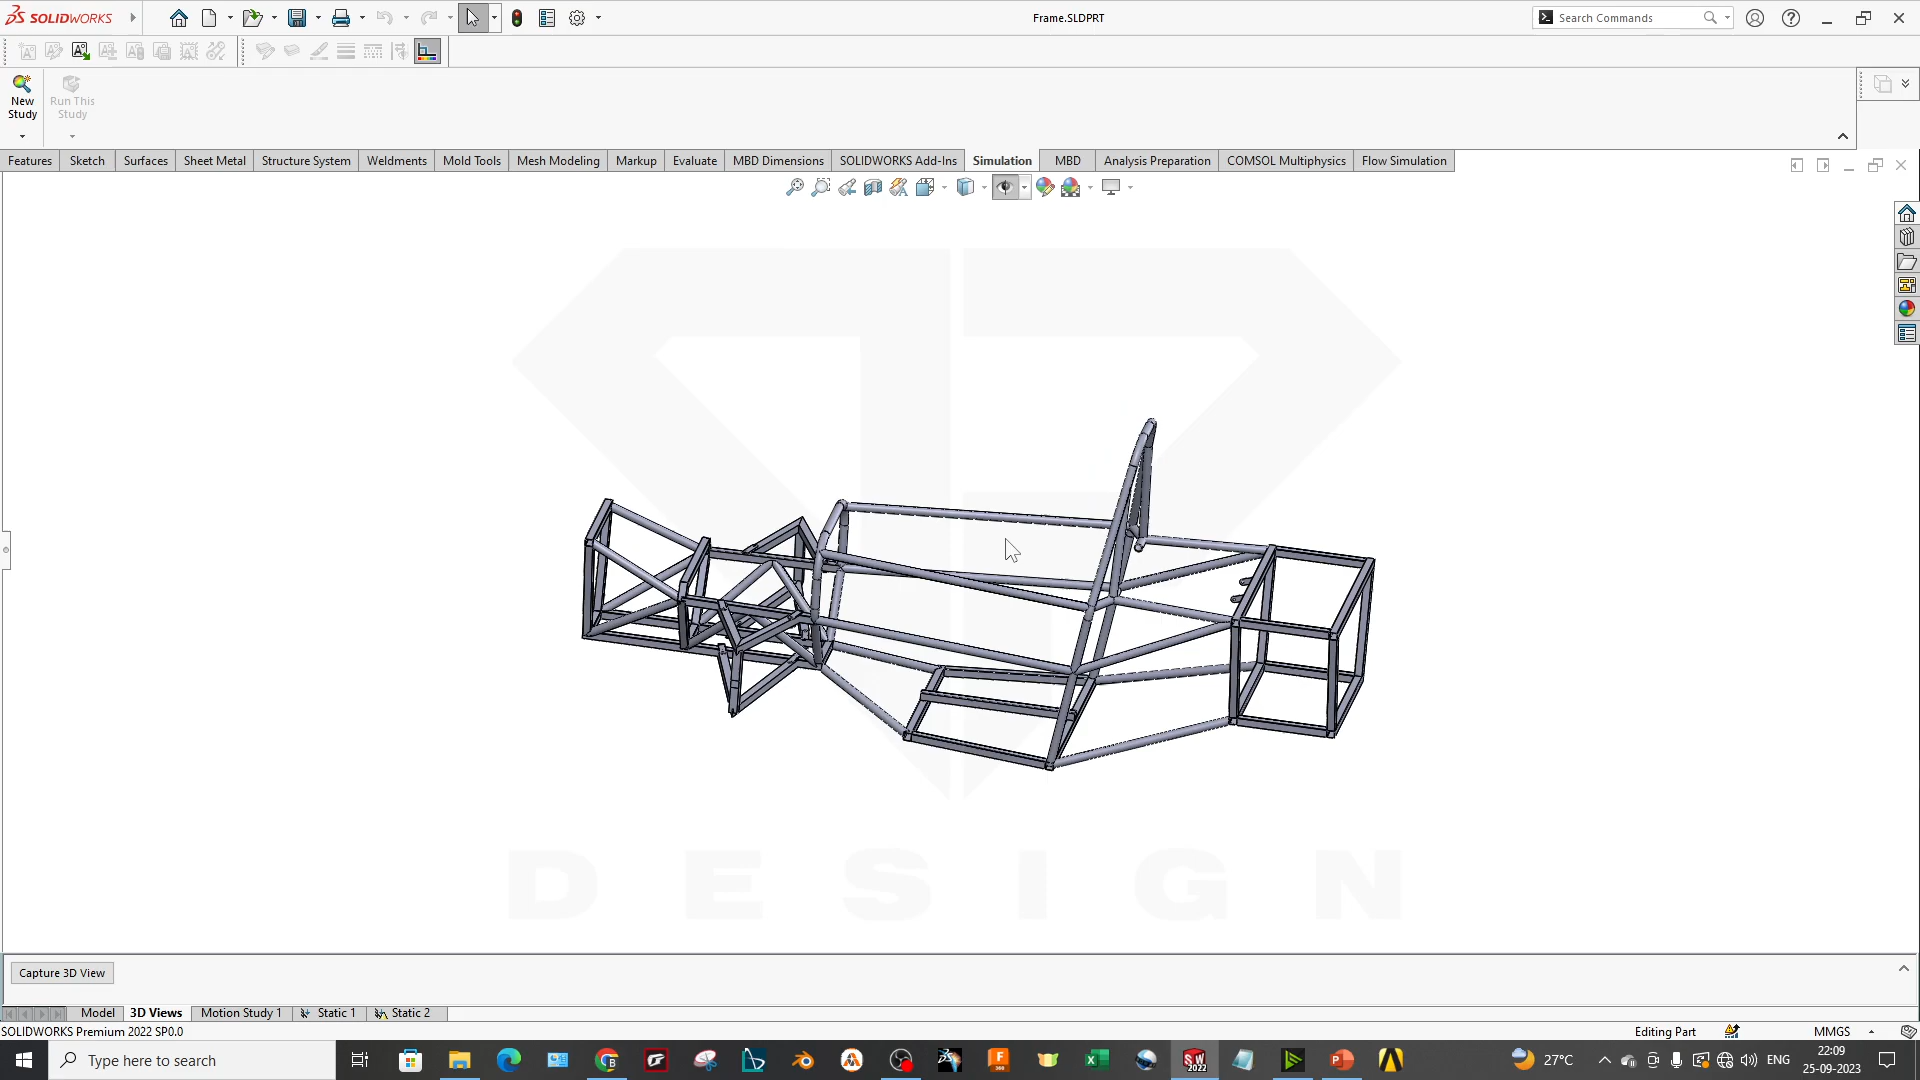 SOLIDWORKS
Frame.SLDPRT
Search Commands
New Study
Run This Study
Features
Sketch
Surfaces
Sheet Metal
Structure System
Weldments
Mold Tools
Mesh Modeling
Markup
Evaluate
MBD Dimensions
SOLIDWORKS Add-Ins
Simulation
MBD
Analysis Preparation
COMSOL Multiphysics
Flow Simulation
DESIGN
Capture 3D View
Model
3D Views
Motion Study 1
Static 1
Static 2
SOLIDWORKS Premium 2022 SP0.0
Editing Part
MMGS
Type here to search
27°C
ENG
22:09
25-09-2023